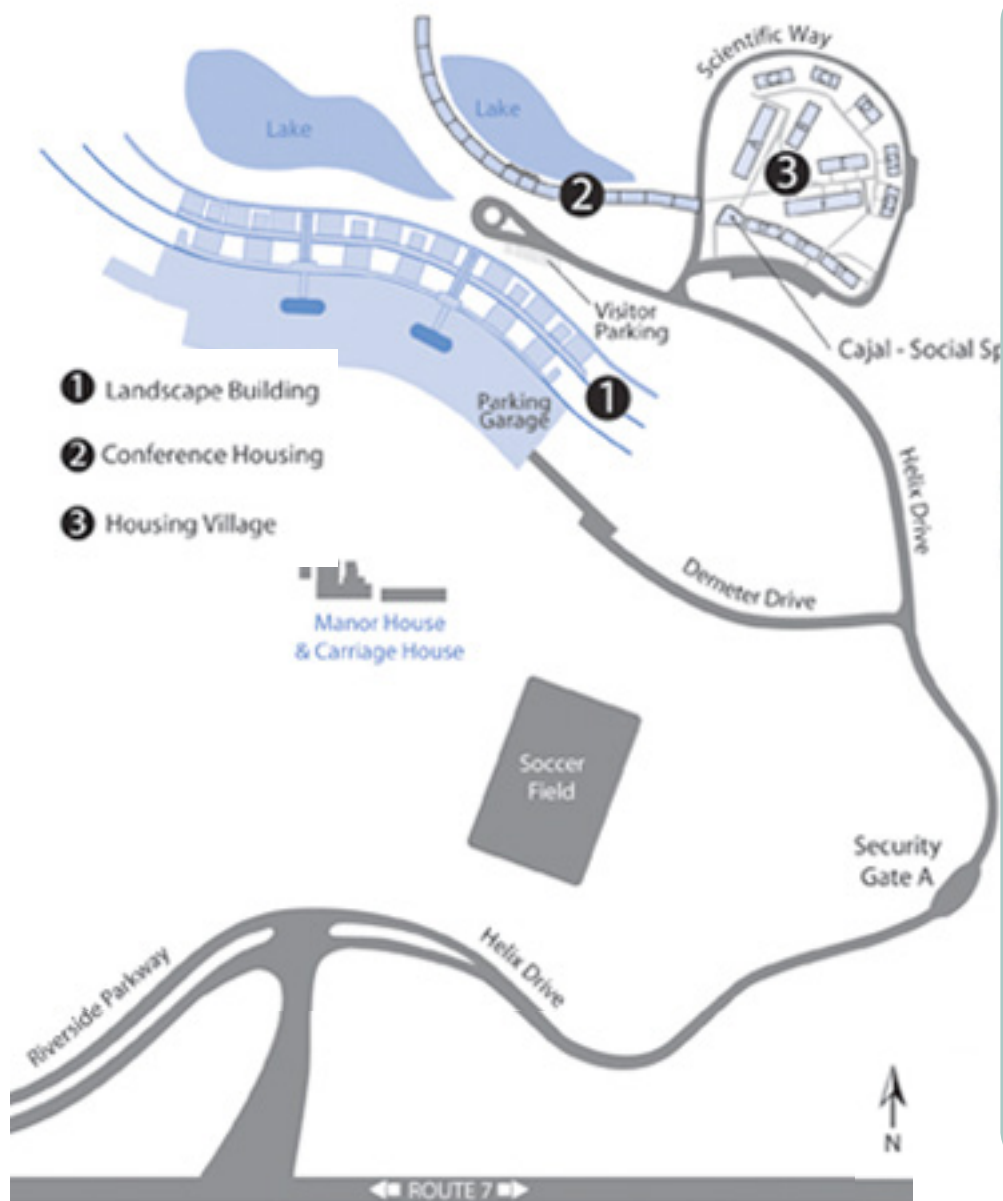 Scientific Way
Lake
Lake
2
3
Visitor
Parking
Cajal - Social Sp
1
Parking
Garage
1 Landscape Building
2 Conference Housing
3 Housing Village
Helix Drive
Demeter Drive
Manor House
& Carriage House
Soccer
Field
Security
Gate A
Helix Drive
Riverside Parkway
N
ROUTE 7